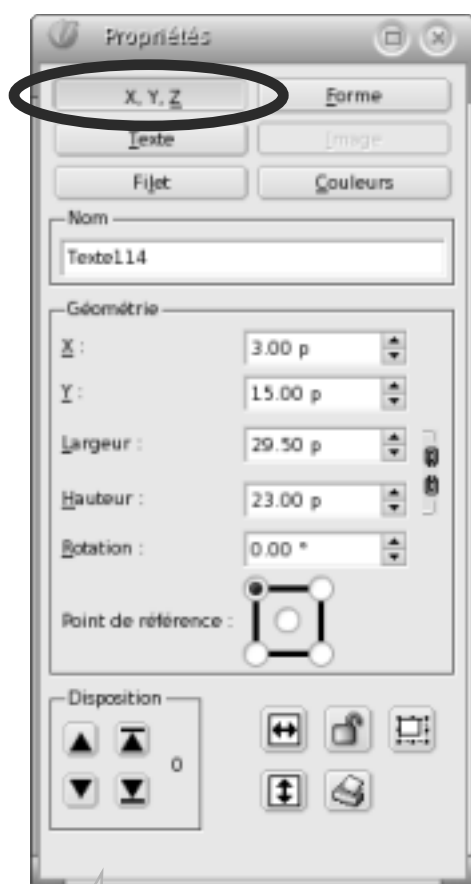 Propriétés
X, Y, Z
Forme
Texte
Image
Filet
Couleurs
Nom
Texte114
Géométrie
X :
3.00 p
Y :
15.00 p
Largeur :
29.50 p
Hauteur :
23.00 p
Rotation :
0.00 °
Point de référence :
Disposition
0